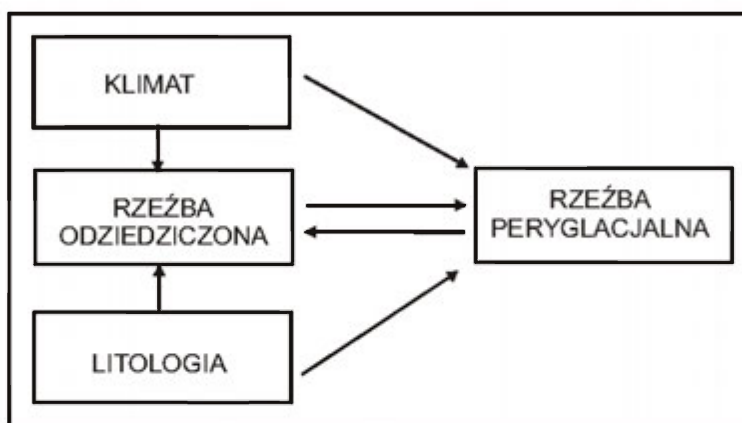 KLIMAT
RZEŹBA
ODZIEDZICZONA
RZEŹBA
PERYGLACJALNA
LITOLOGIA